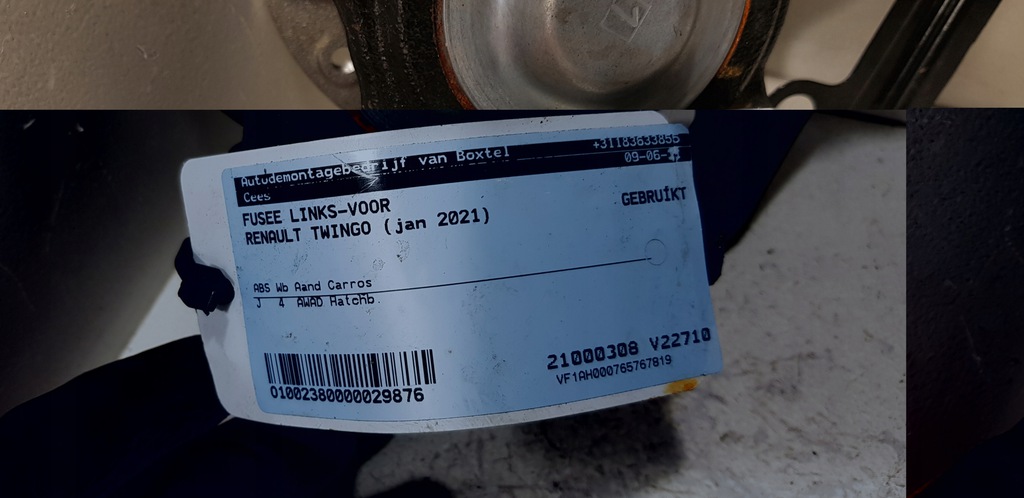 Autodemontagebedrijf van Boxtel +31183633855
Cees 09-06-
FUSEE LINKS-VOOR GEBRUIKT
RENAULT TWINGO (jan 2021)
ABS Wb Aand Carros
J 4 AWAD Hatchb.
01002380000029876
21000308 V22710
VF1AH000765767819